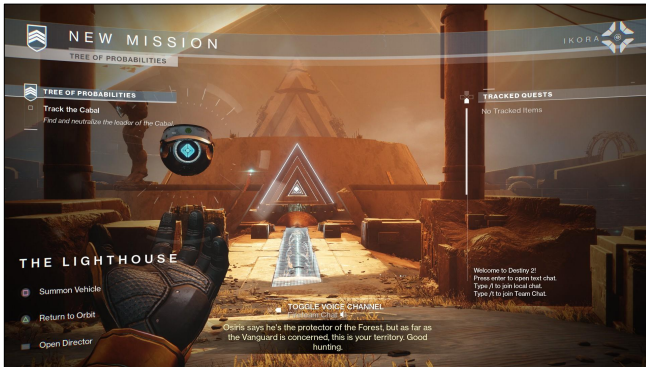 NEW MISSION
TREE OF PROBABILITIES
IKORA
TREE OF PROBABILITIES
Track the Cabal
Find and neutralize the leader of the Cabal.
TRACKED QUESTS
No Tracked Items
THE LIGHTHOUSE
Summon Vehicle
Return to Orbit
Open Director
Welcome to Destiny 2!
Press enter to open text chat.
Type /l to join local chat.
Type /t to join Team Chat.
TOGGLE VOICE CHANNEL
Team Chat
Osiris says he's the protector of the Forest, but as far as
the Vanguard is concerned, this is your territory. Good
hunting.